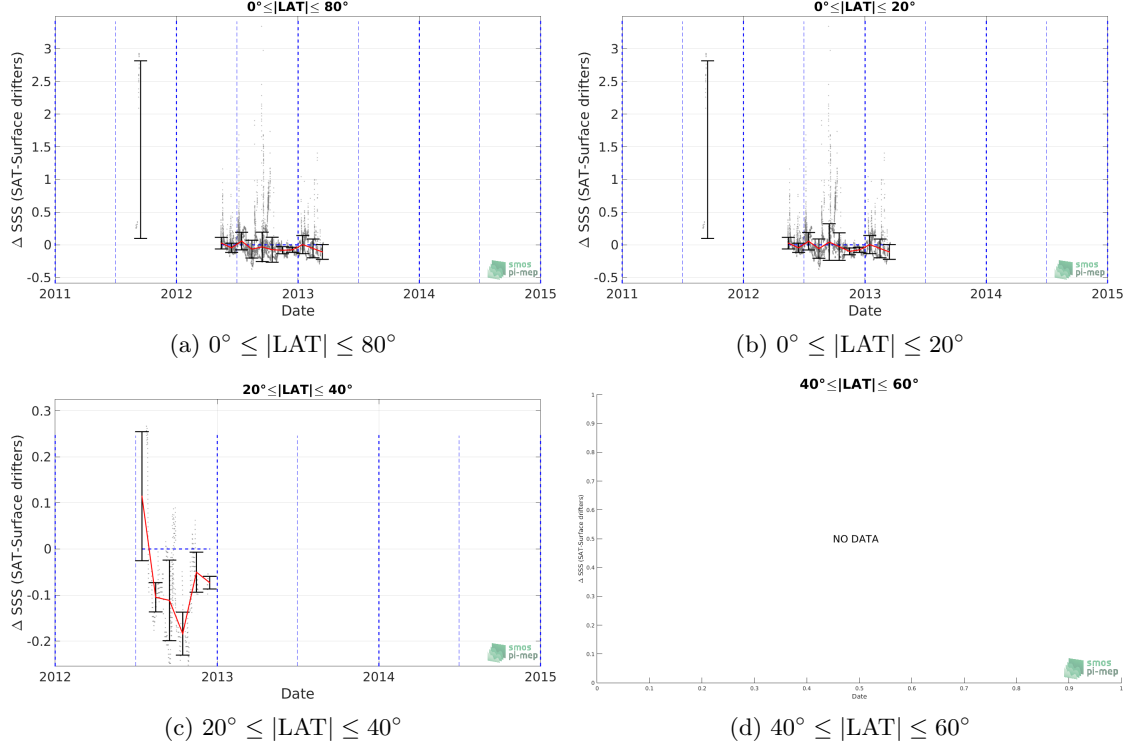 0°≤|LAT|≤ 80°
3.5
3
2.5
2
1.5
1
0.5
0
-0.5
Δ SSS (SAT-Surface drifters)
2011
2012
2013
2014
2015
Date
smos
pi-mep
(a) 0° ≤ |LAT| ≤ 80°
0°≤|LAT|≤ 20°
3
2.5
2
1.5
1
0.5
0
-0.5
Δ SSS (SAT-Surface drifters)
2011
2012
2013
2014
2015
Date
smos
pi-mep
(b) 0° ≤ |LAT| ≤ 20°
20°≤|LAT|≤ 40°
0.3
0.2
0.1
0
-0.1
-0.2
Δ SSS (SAT-Surface drifters)
2012
2013
2014
2015
Date
smos
pi-mep
(c) 20° ≤ |LAT| ≤ 40°
40°≤|LAT|≤ 60°
1
0.9
0.8
0.7
0.6
0.5
0.4
0.3
0.2
0.1
0
Δ SSS (SAT-Surface drifters)
NO DATA
0 0.1 0.2 0.3 0.4 0.5 0.6 0.7 0.8 0.9 1
Date
smos
pi-mep
(d) 40° ≤ |LAT| ≤ 60°